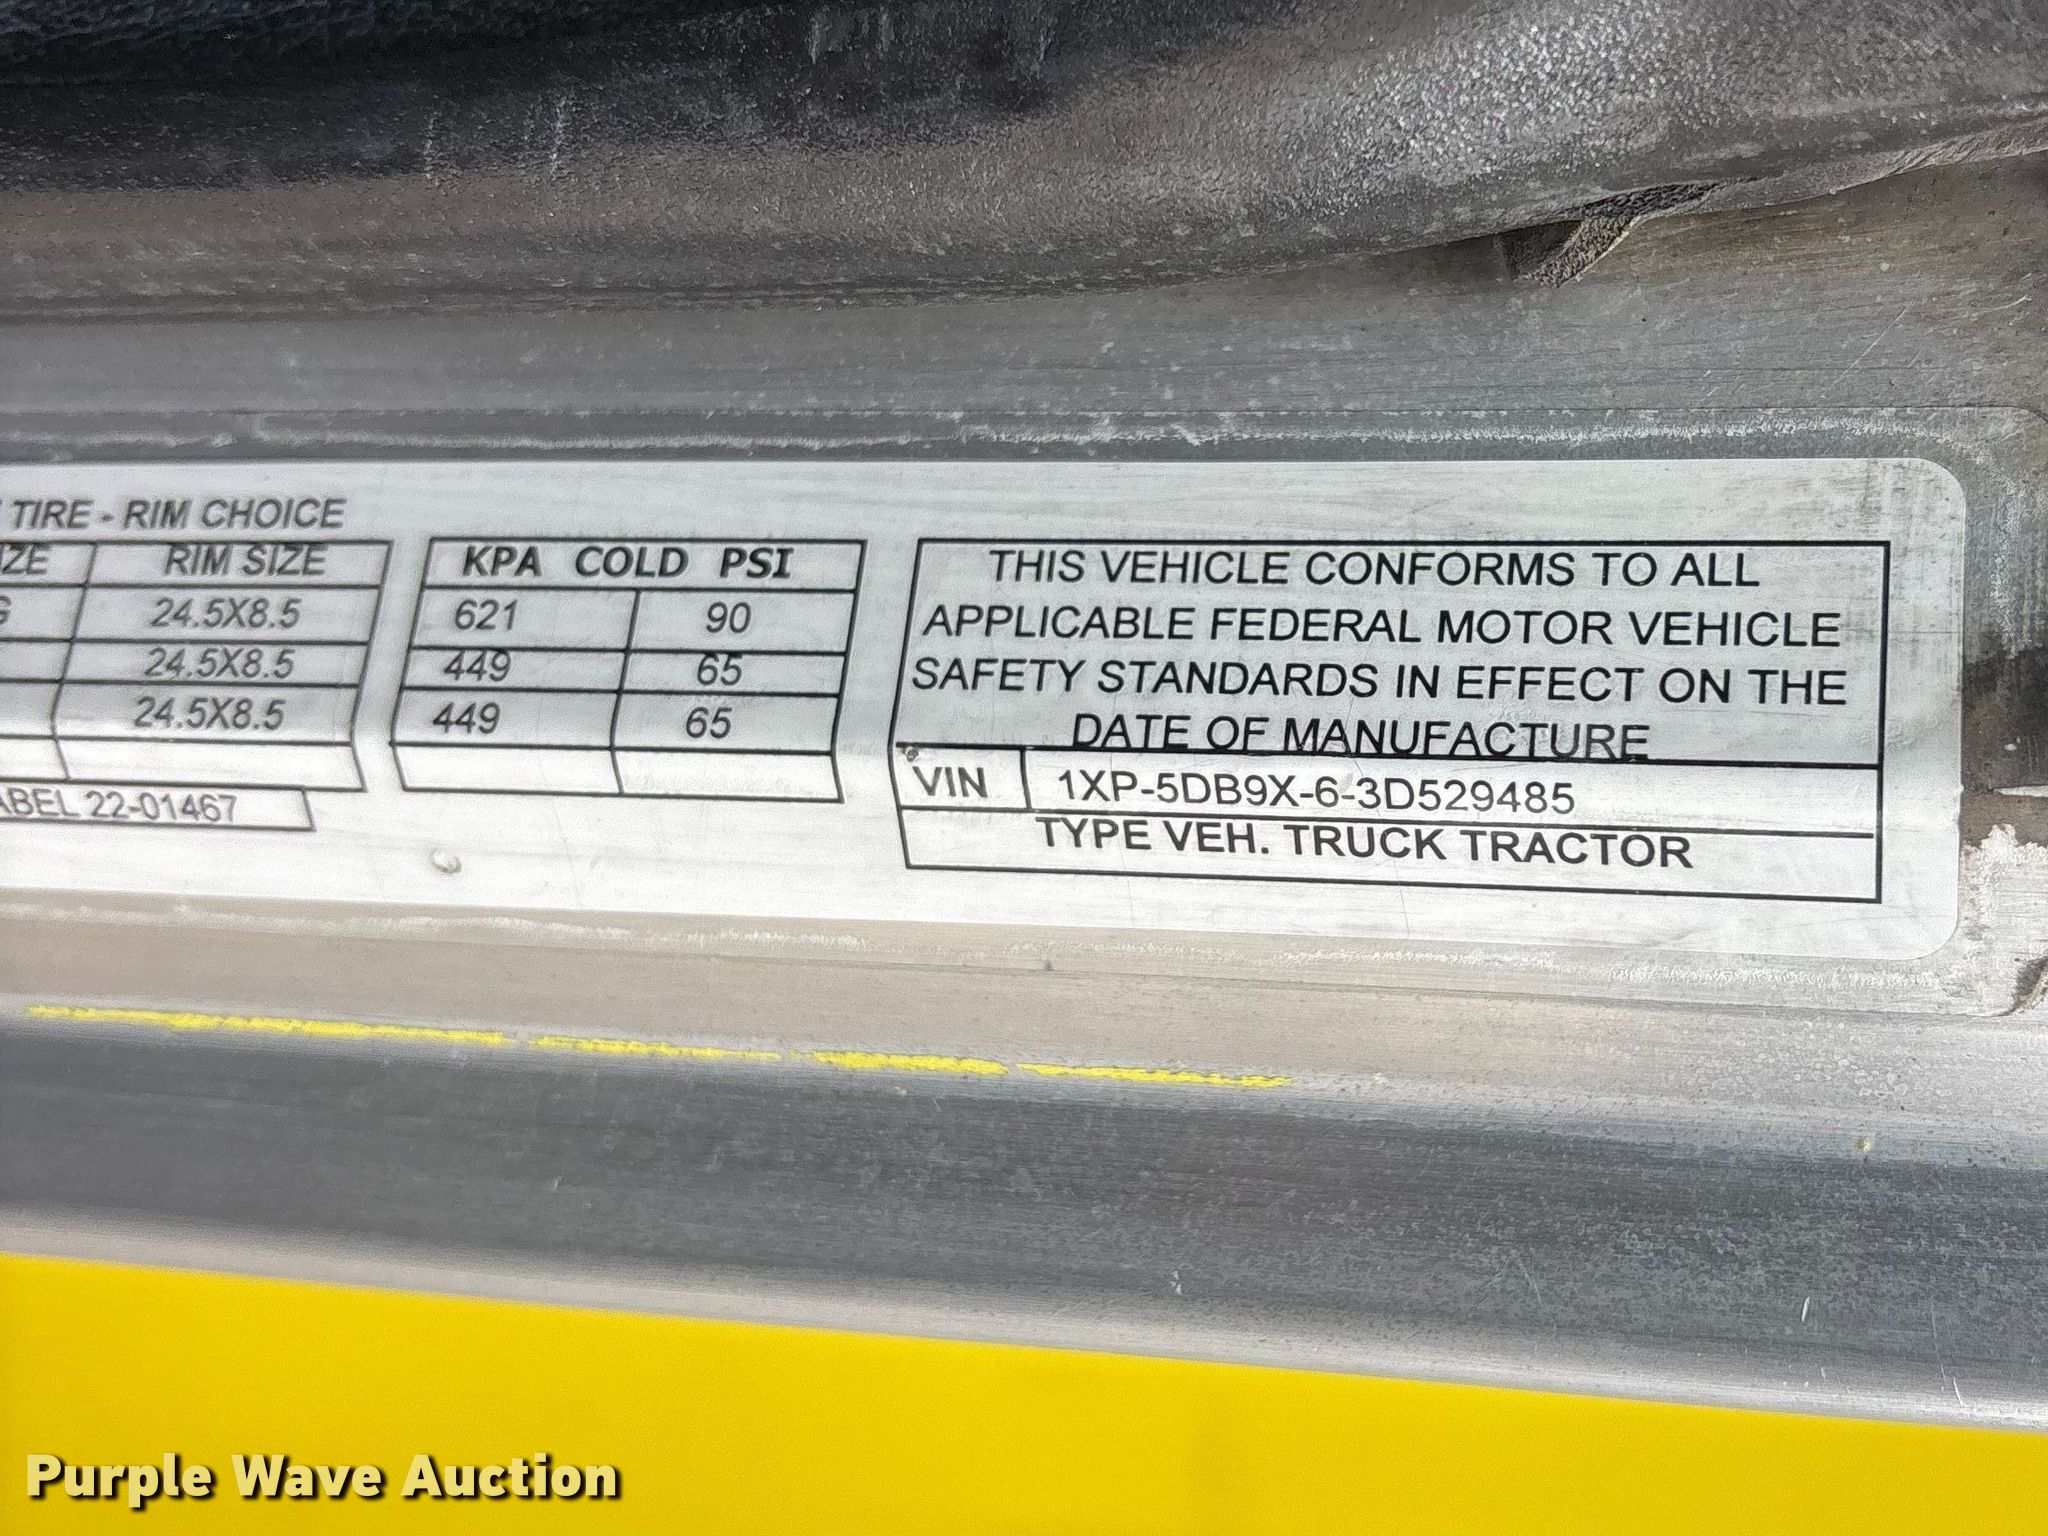 TIRE - RIM CHOICE
RIM SIZE
24.5X8.5
24.5X8.5
24.5X8.5
ABEL 22-01467
KPA COLD PSI
621 90
449 65
449 65
THIS VEHICLE CONFORMS TO ALL
APPLICABLE FEDERAL MOTOR VEHICLE
SAFETY STANDARDS IN EFFECT ON THE
DATE OF MANUFACTURE
VIN 1XP-5DB9X-6-3D529485
TYPE VEH. TRUCK TRACTOR
Purple Wave Auction